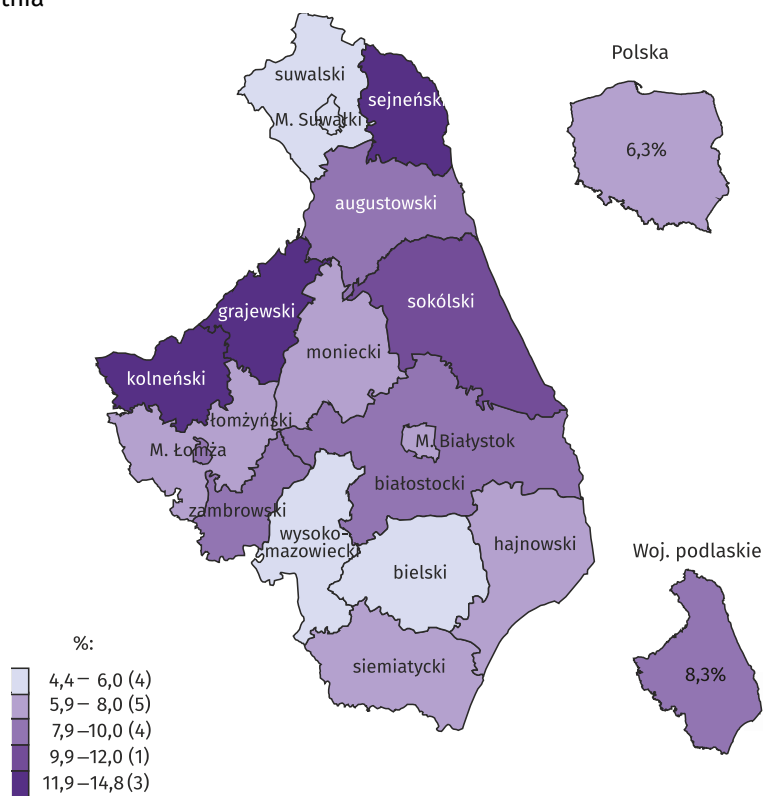 tnia
Polska
suwalski
sejneński
M. Suwałki
6,3%
augustowski
sokólski
grajewski
moniecki
kolneński
łomżyński
M. Białystok
M. Łomża
białostocki
zambrowski
wysoko-
mazowiecki
hajnowski
Woj. podlaskie
bielski
%:
siemiatycki
8,3%
4,4 – 6,0 (4)
5,9 – 8,0 (5)
7,9 –10,0 (4)
9,9 –12,0 (1)
11,9 –14,8 (3)